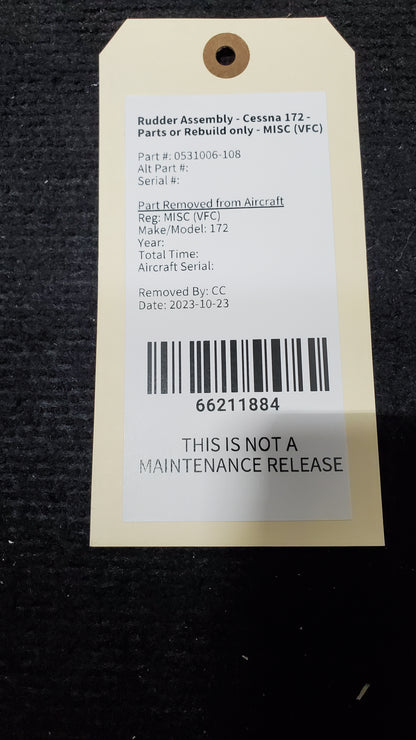 Rudder Assembly - Cessna 172 -
Parts or Rebuild only - MISC (VFC)
Part #: 0531006-108
Alt Part #:
Serial #:
Part Removed from Aircraft
Reg: MISC (VFC)
Make/Model: 172
Year:
Total Time:
Aircraft Serial:
Removed By: CC
Date: 2023-10-23
66211884
THIS IS NOT A
MAINTENANCE RELEASE